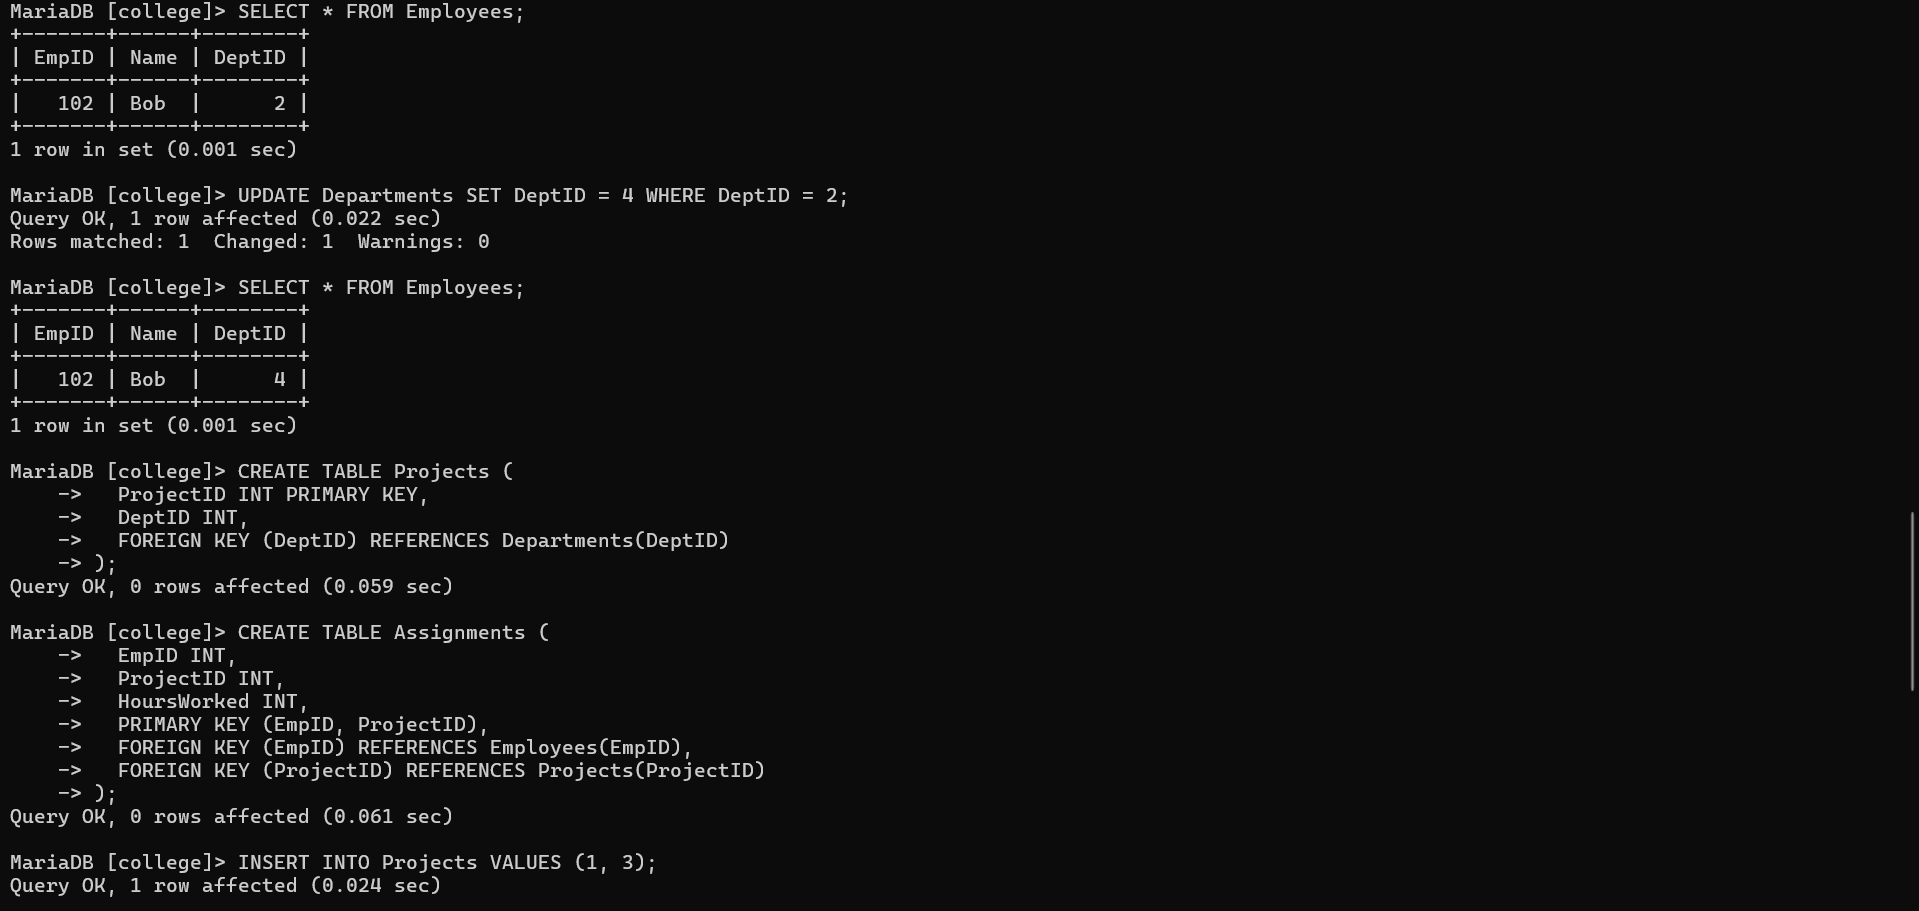 MariaDB [college]> SELECT * FROM Employees;
+-------+------+--------+
| EmpID | Name | DeptID |
+-------+------+--------+
|   102 | Bob  |      2 |
+-------+------+--------+
1 row in set (0.001 sec)

MariaDB [college]> UPDATE Departments SET DeptID = 4 WHERE DeptID = 2;
Query OK, 1 row affected (0.022 sec)
Rows matched: 1  Changed: 1  Warnings: 0

MariaDB [college]> SELECT * FROM Employees;
+-------+------+--------+
| EmpID | Name | DeptID |
+-------+------+--------+
|   102 | Bob  |      4 |
+-------+------+--------+
1 row in set (0.001 sec)

MariaDB [college]> CREATE TABLE Projects (
    ->   ProjectID INT PRIMARY KEY,
    ->   DeptID INT,
    ->   FOREIGN KEY (DeptID) REFERENCES Departments(DeptID)
    -> );
Query OK, 0 rows affected (0.059 sec)

MariaDB [college]> CREATE TABLE Assignments (
    ->   EmpID INT,
    ->   ProjectID INT,
    ->   HoursWorked INT,
    ->   PRIMARY KEY (EmpID, ProjectID),
    ->   FOREIGN KEY (EmpID) REFERENCES Employees(EmpID),
    ->   FOREIGN KEY (ProjectID) REFERENCES Projects(ProjectID)
    -> );
Query OK, 0 rows affected (0.061 sec)

MariaDB [college]> INSERT INTO Projects VALUES (1, 3);
Query OK, 1 row affected (0.024 sec)